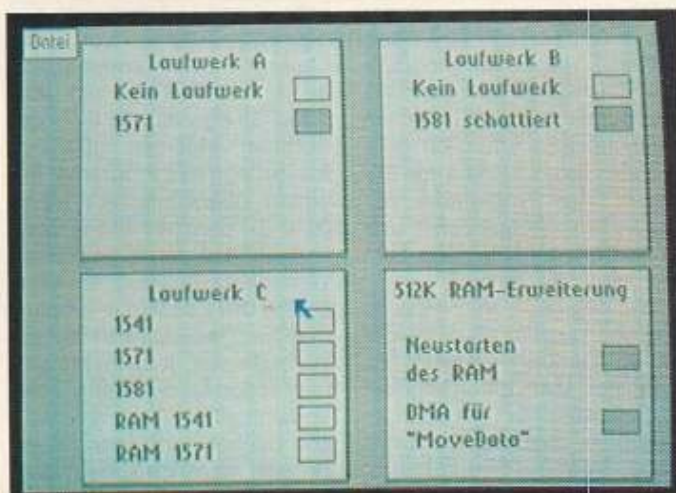 Datei
Laufwerk A
Kein Laufwerk
1571
Laufwerk B
Kein Laufwerk
1581 schattiert
Laufwerk C
1541
1571
1581
RAM 1541
RAM 1571
512K RAM-Erweiterung
Neustarten
des RAM
DMA für
"MoveData"